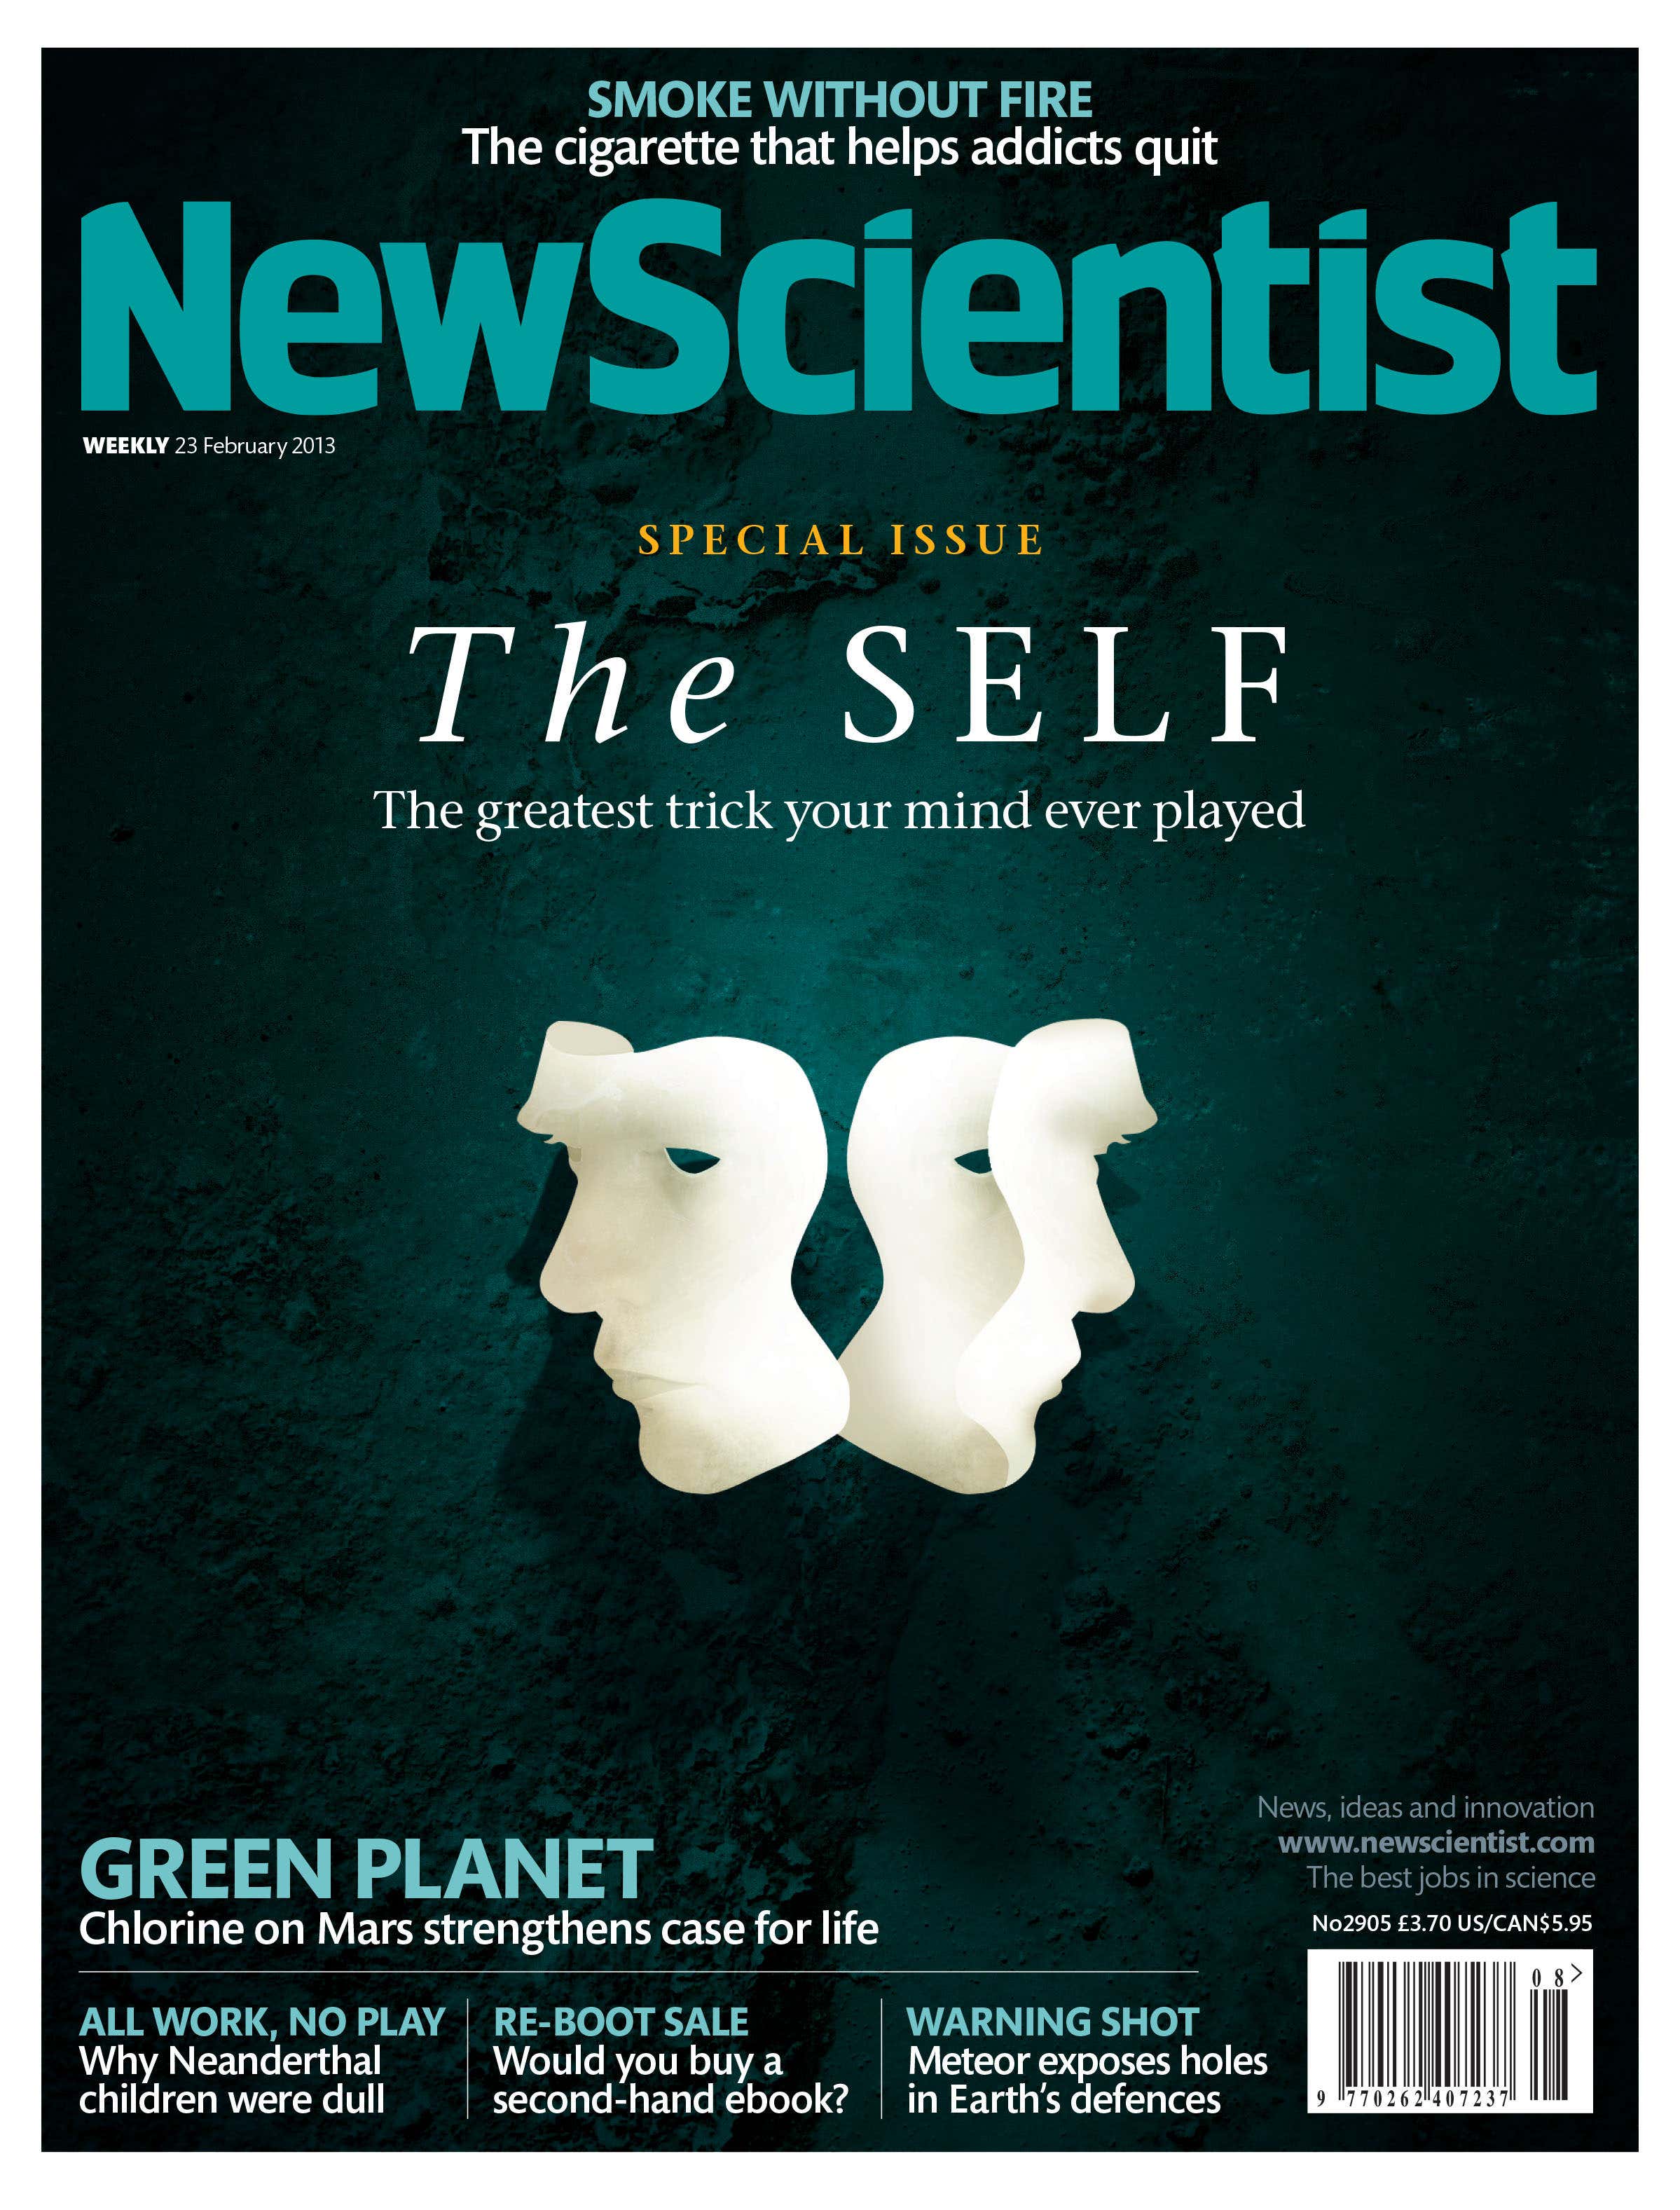 SMOKE WITHOUT FIRE
The cigarette that helps addicts quit
NewScientist
WEEKLY 23 February 2013
SPECIAL ISSUE
The SELF
The greatest trick your mind ever played
News, ideas and innovation
www.newscientist.com
The best jobs in science
No2905 £3.70 US/CAN$5.95
GREEN PLANET
Chlorine on Mars strengthens case for life
ALL WORK, NO PLAY
Why Neanderthal
children were dull
RE-BOOT SALE
Would you buy a
second-hand ebook?
WARNING SHOT
Meteor exposes holes
in Earth's defences
0 8 >
9 770262 407237